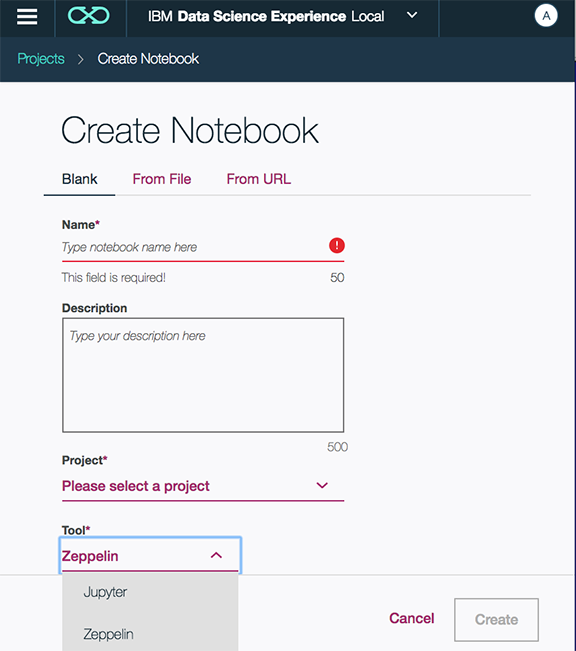 IBM Data Science Experience Local
A
Projects > Create Notebook
Create Notebook
Blank From File From URL
Name*
Type notebook name here !
This field is required! 50
Description
Type your description here
500
Project*
Please select a project
Tool*
Zeppelin
Jupyter
Zeppelin
Cancel Create